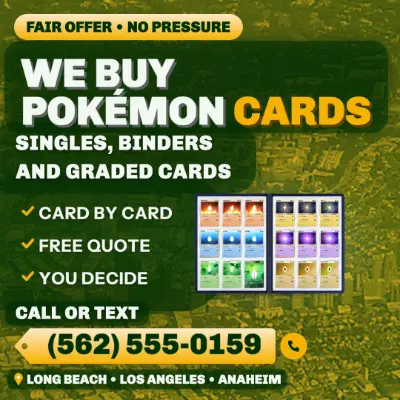 FAIR OFFER • NO PRESSURE
WE BUY
POKÉMON CARDS
SINGLES, BINDERS
AND GRADED CARDS
CARD BY CARD
FREE QUOTE
YOU DECIDE
CALL OR TEXT
(562) 555-0159
LONG BEACH • LOS ANGELES • ANAHEIM